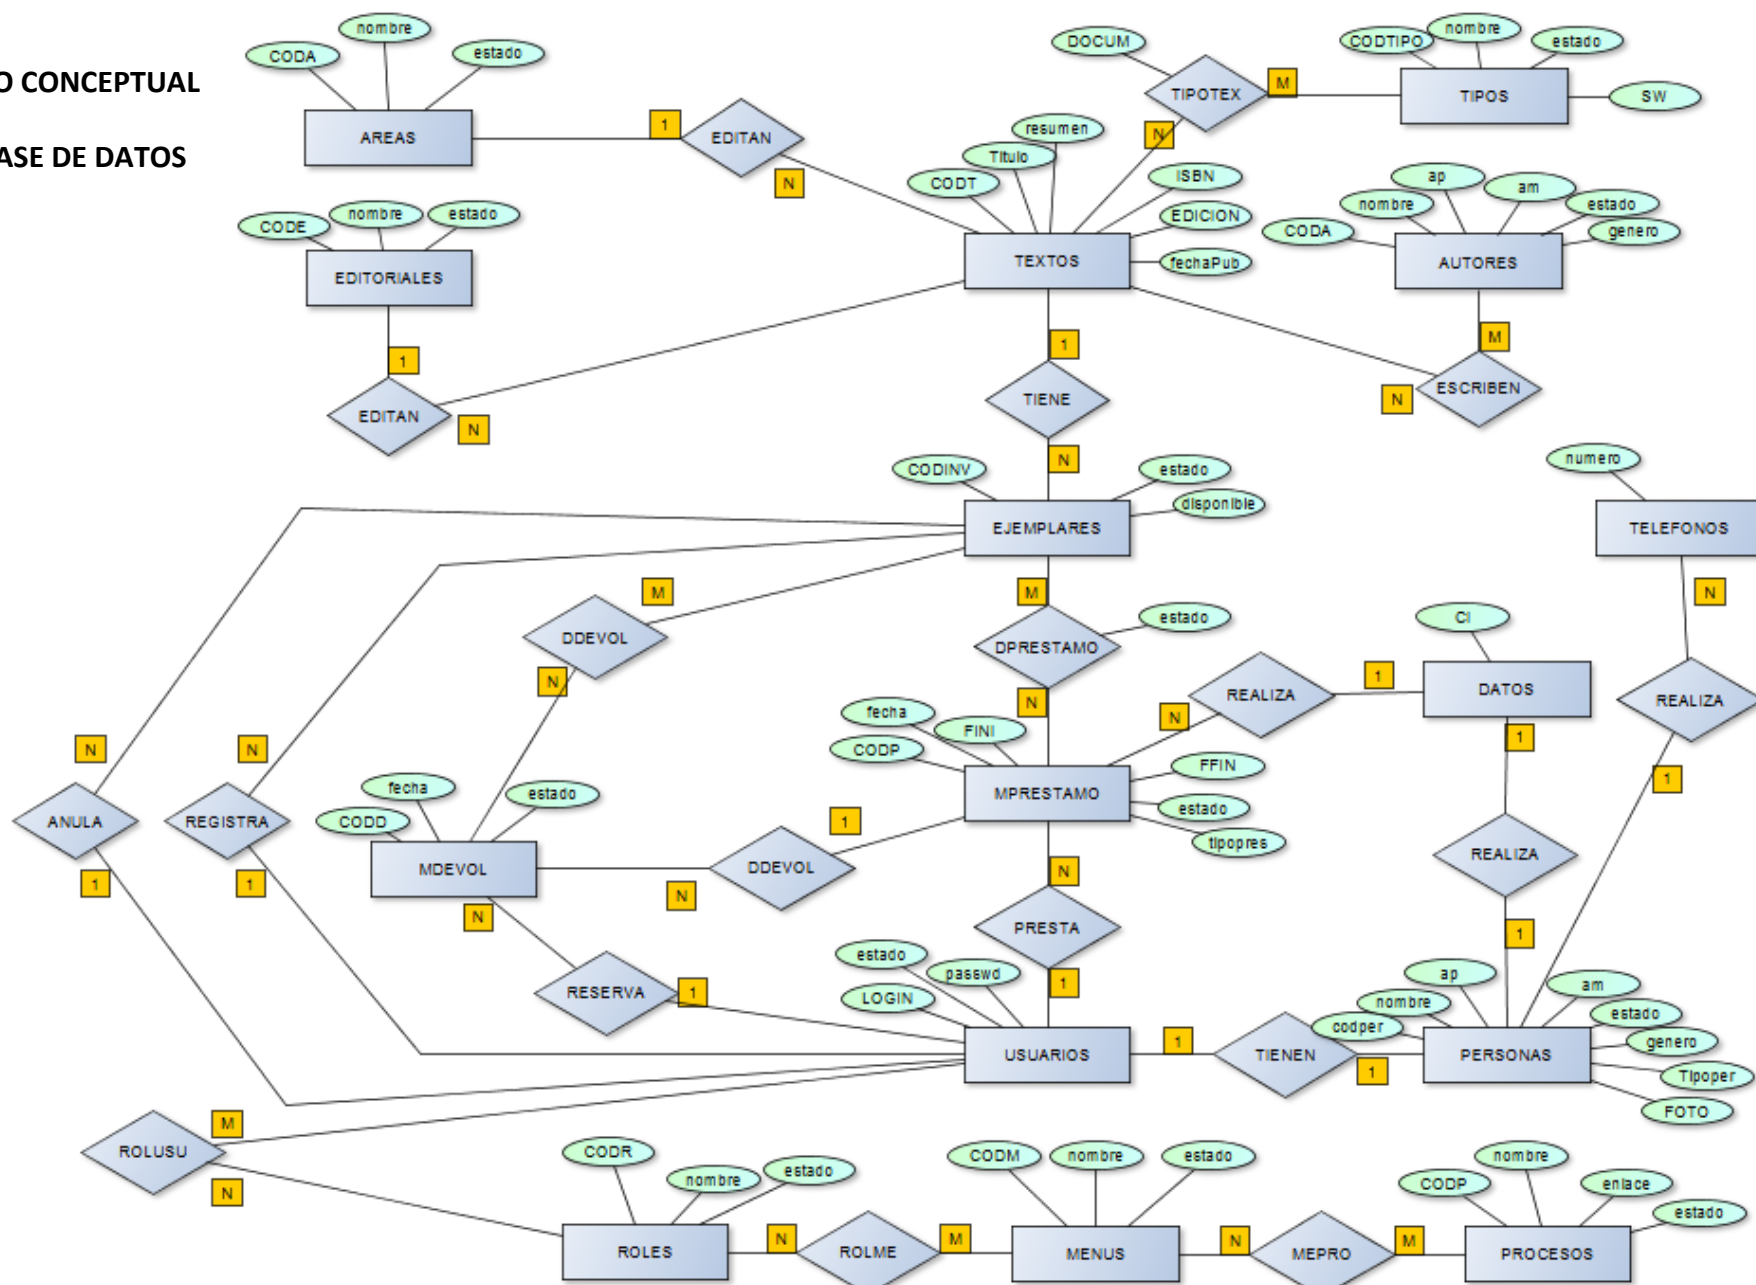 O CONCEPTUAL
ASE DE DATOS
CODA
nombre
estado
AREAS
1
EDITAN
N
DOCUM
TIPOTEX
M
N
CODTIPO
nombre
estado
SW
TIPOS
CODE
nombre
estado
EDITORIALES
1
EDITAN
N
CODT
Titulo
resumen
ISBN
EDICION
fechaPub
TEXTOS
CODA
nombre
ap
am
estado
genero
AUTORES
M
ESCRIBEN
N
1
TIENE
N
CODINV
estado
disponible
EJEMPLARES
numero
TELEFONOS
N
REALIZA
1
M
DDEVOL
N
M
DPRESTAMO
estado
N
CI
DATOS
1
REALIZA
N
1
REALIZA
1
fecha
FINI
CODP
FFIN
estado
tipopres
MPRESTAMO
N
ANULA
1
N
REGISTRA
1
fecha
CODD
estado
MDEVOL
N
DDEVOL
1
N
RESERVA
1
N
PRESTA
1
estado
passwd
LOGIN
USUARIOS
1
TIENEN
1
ap
nombre
codper
am
estado
genero
Tipoper
FOTO
PERSONAS
M
ROLUSU
N
CODR
nombre
estado
ROLES
N
ROLME
M
CODM
nombre
estado
MENUS
N
MEPRO
M
CODP
nombre
enlace
estado
PROCESOS